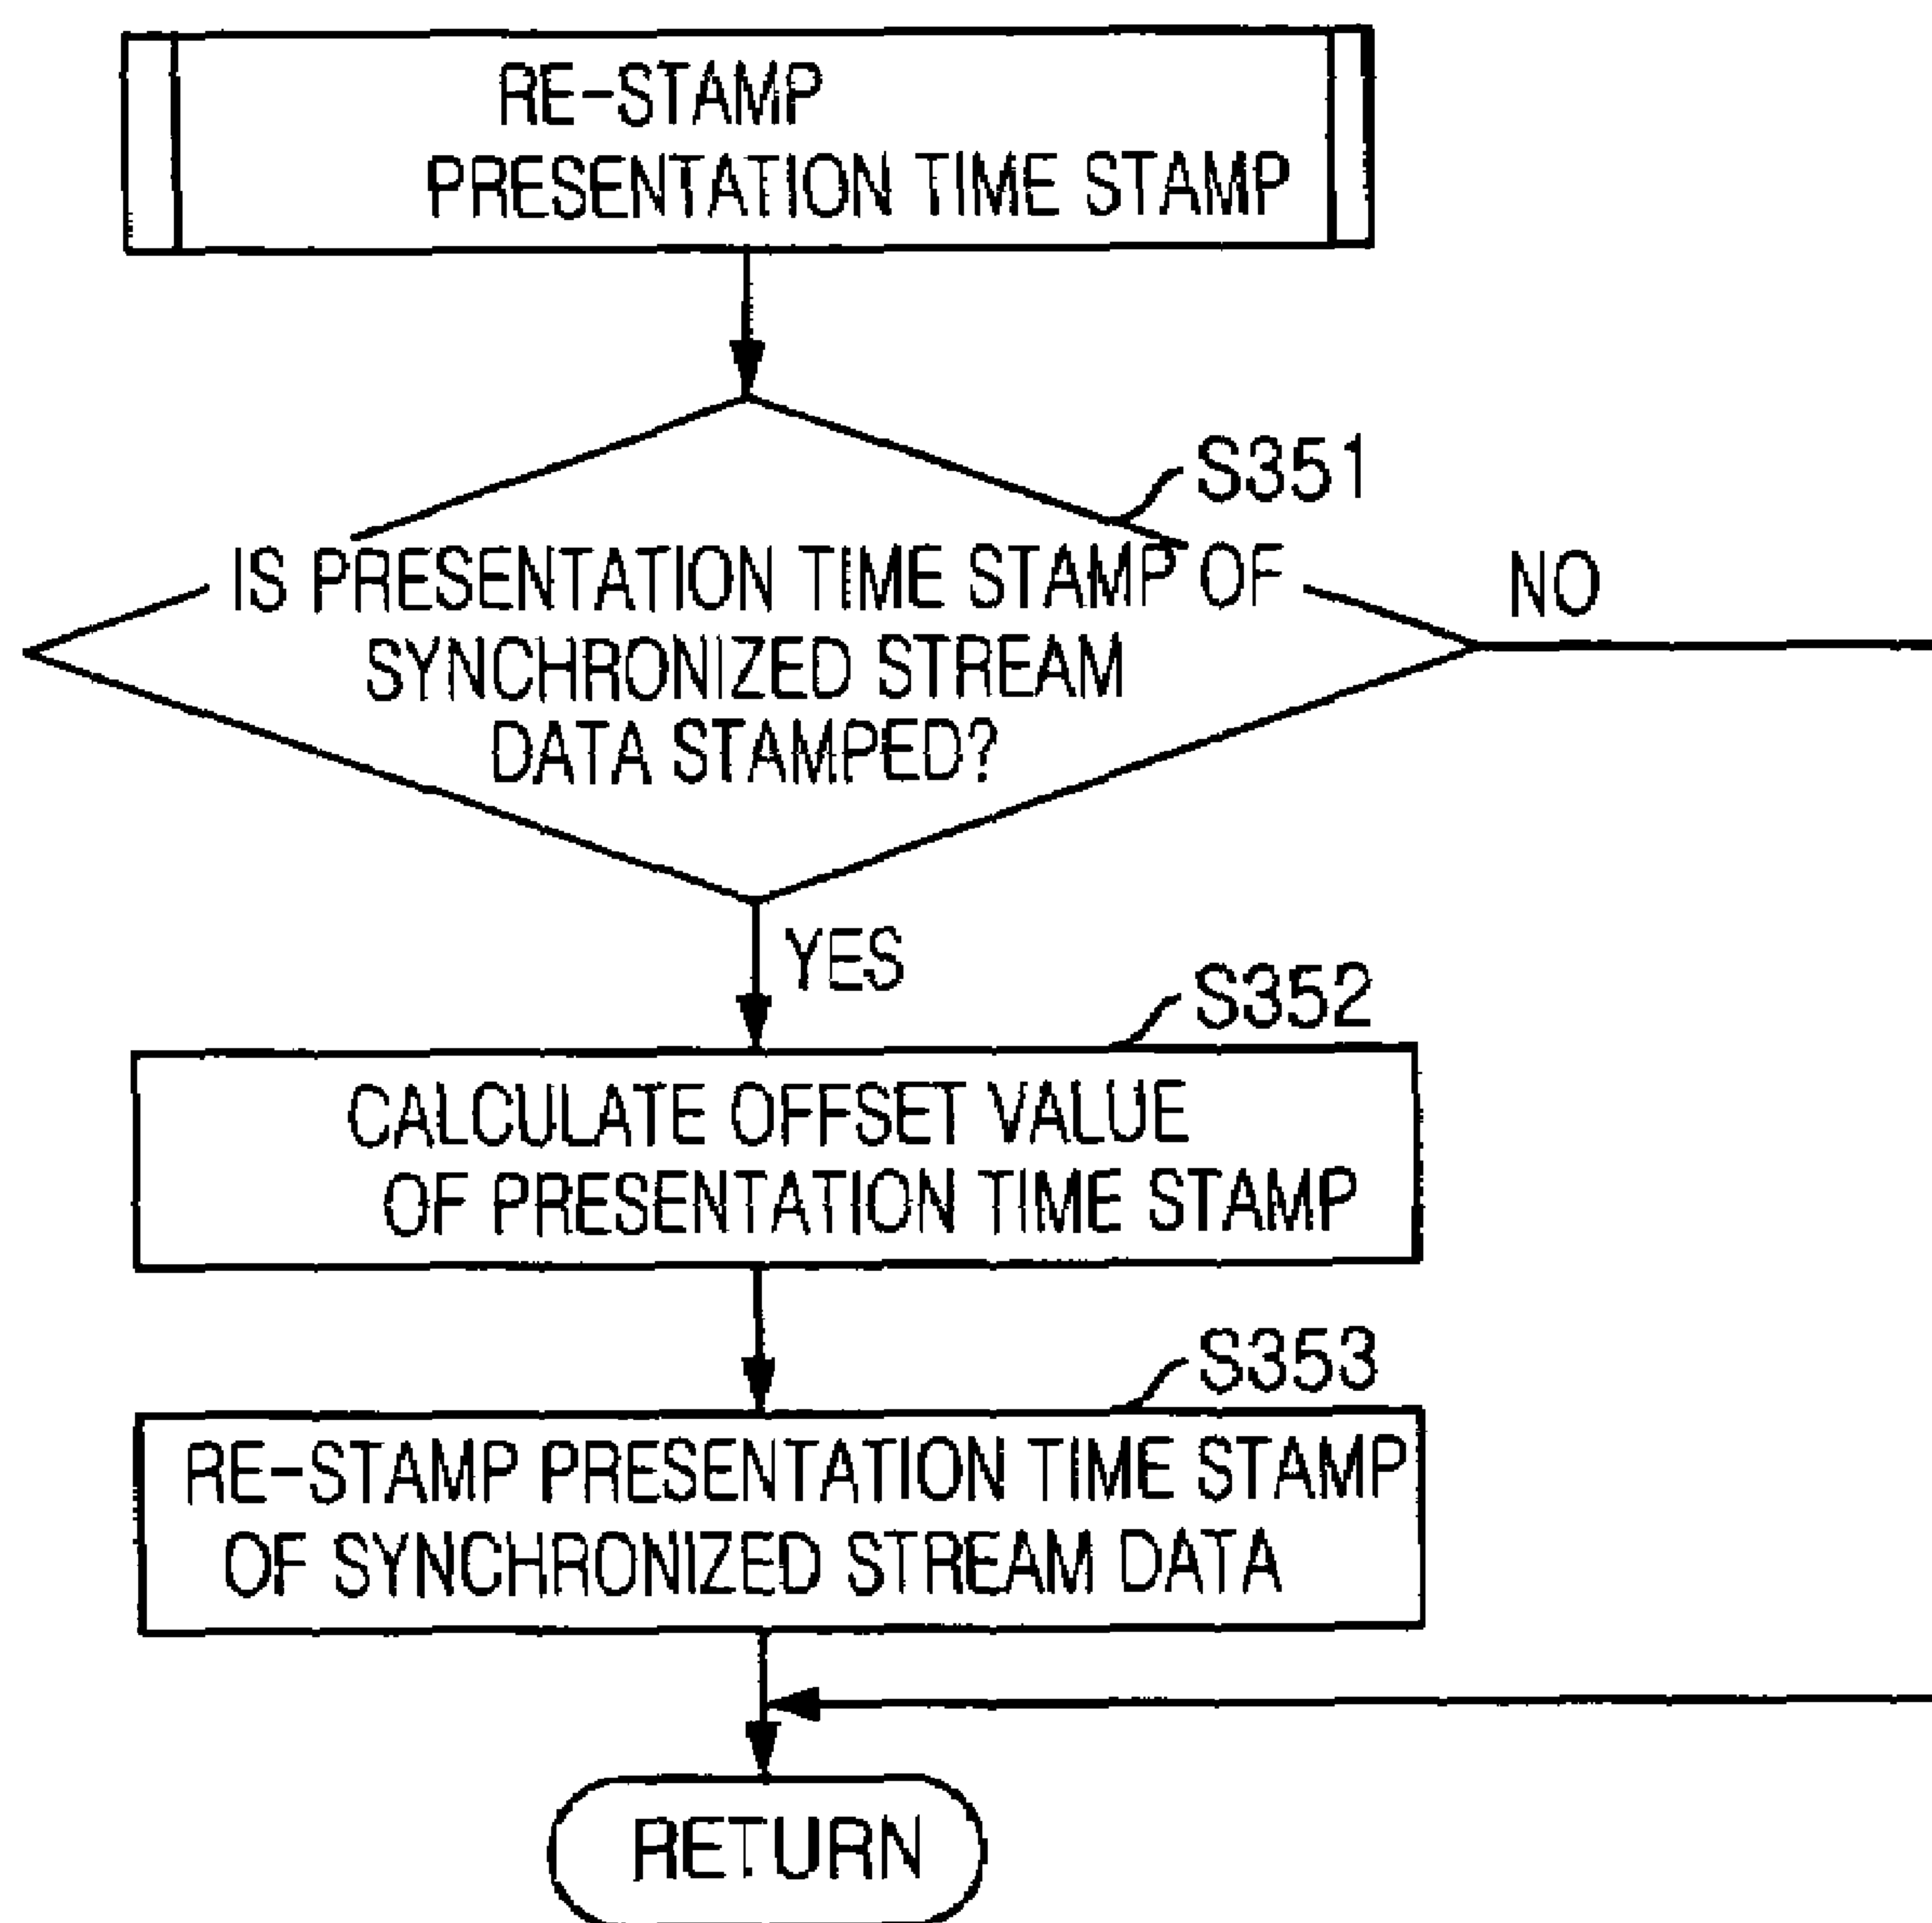 RE-STAMP
PRESENTATION TIME STAMP
S351
IS PRESENTATION TIME STAMP OF
SYNCHRONIZED STREAM
DATA STAMPED?
NO
YES
S352
CALCULATE OFFSET VALUE
OF PRESENTATION TIME STAMP
S353
RE-STAMP PRESENTATION TIME STAMP
OF SYNCHRONIZED STREAM DATA
RETURN